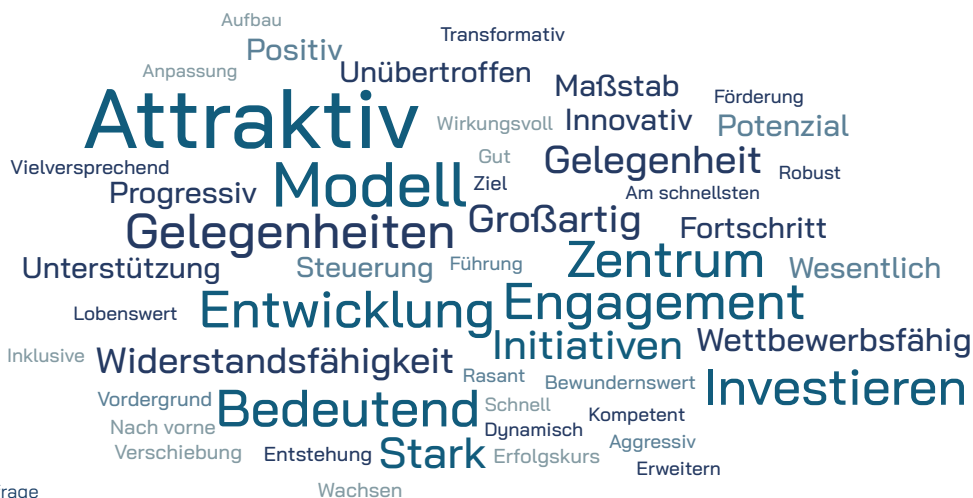 Aufbau
Transformativ
Positiv
Anpassung
Unübertroffen
Maßstab
Förderung
Attraktiv
Wirkungsvoll
Innovativ
Potenzial
Vielversprechend
Gut
Gelegenheit
Robust
Progressiv
Modell
Ziel
Am schnellsten
Gelegenheiten
Großartig
Fortschritt
Unterstützung
Steuerung
Führung
Zentrum
Wesentlich
Lobenswert
Entwicklung
Engagement
Inklusive
Widerstandsfähigkeit
Initiativen
Wettbewerbsfähig
Rasant
Bewundernswert
Investieren
Vordergrund
Bedeutend
Schnell
Kompetent
Nach vorne
Dynamisch
Verschiebung
Entstehung
Stark
Erfolgskurs
Aggressiv
Erweitern
Wachsen